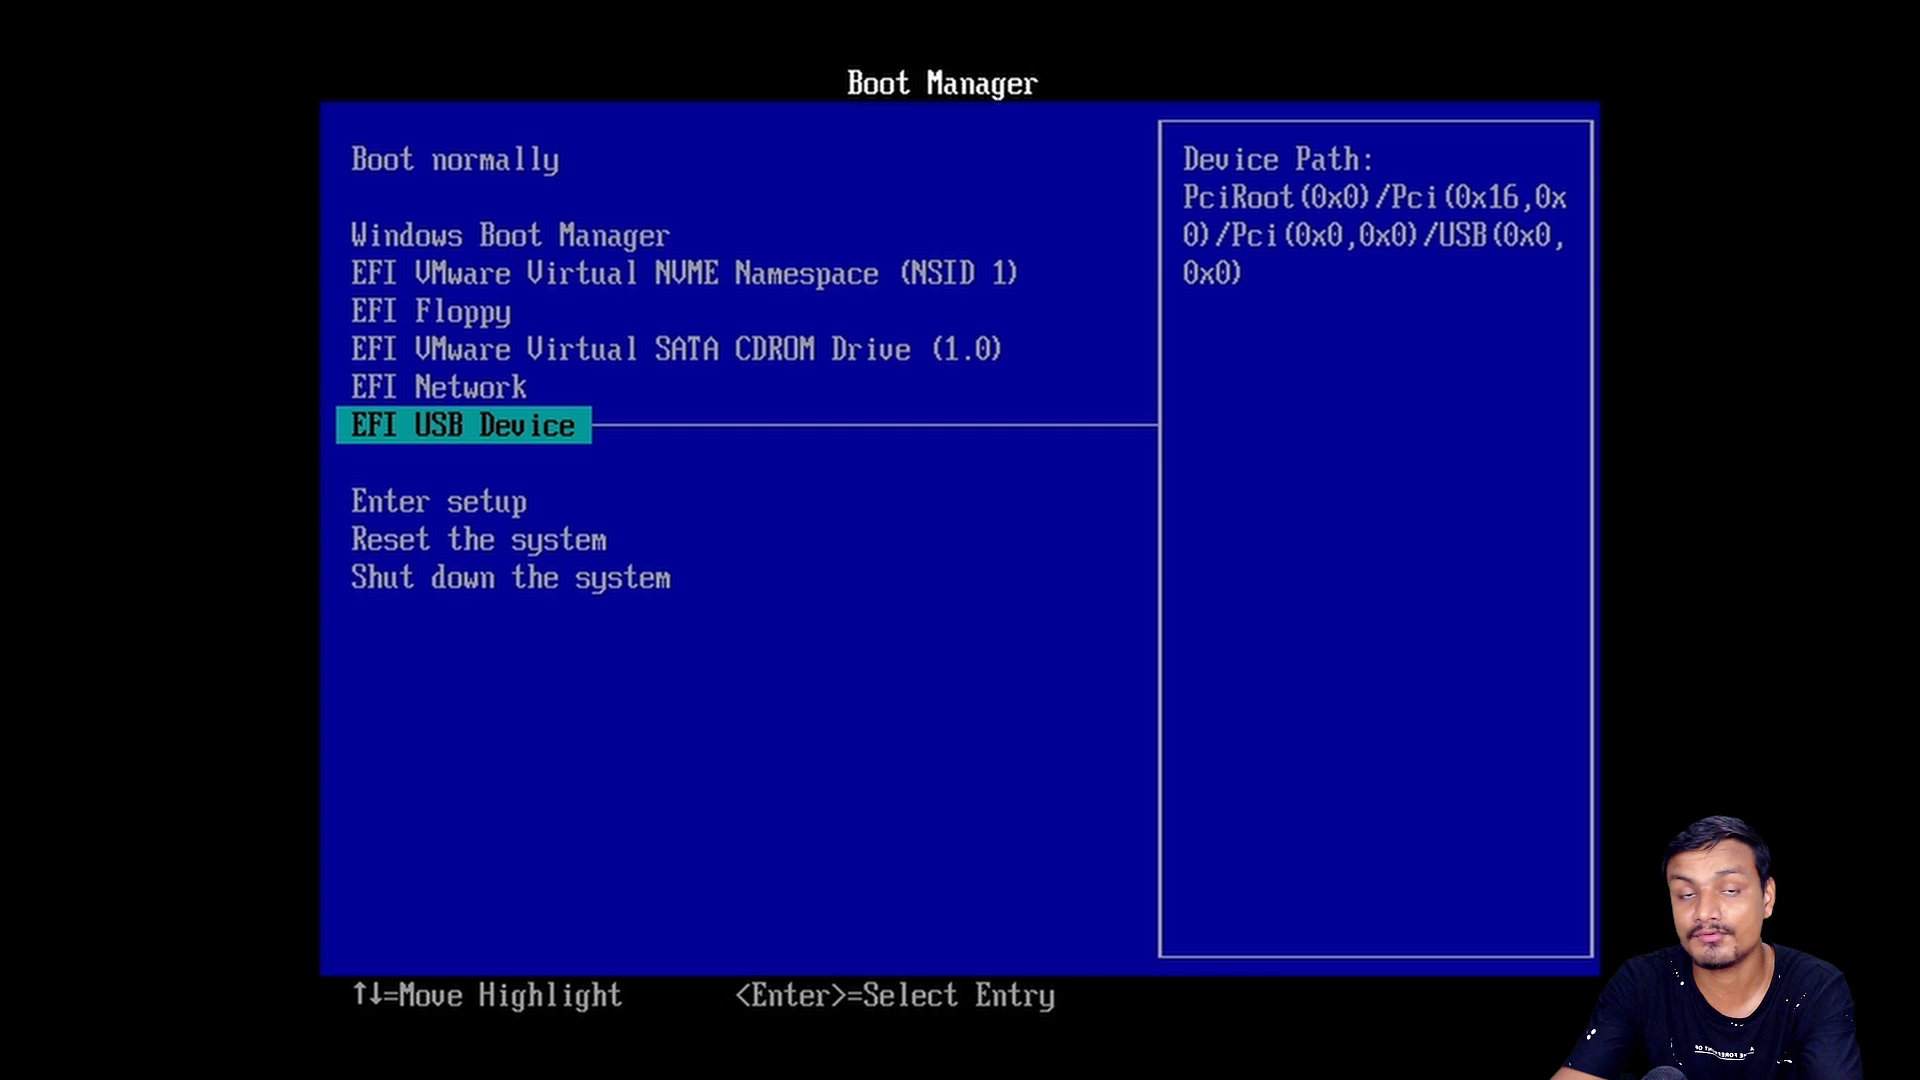 Boot Manager
Boot normally
Windows Boot Manager
EFI VMware Virtual NVME Namespace (NSID 1)
EFI Floppy
EFI VMware Virtual SATA CDROM Drive (1.0)
EFI Network
EFI USB Device
Enter setup
Reset the system
Shut down the system
Device Path:
PciRoot(0x0)/Pci(0x16,0x
0)/Pci(0x0,0x0)/USB(0x0,
0x0)
↑↓=Move Highlight
<Enter>=Select Entry